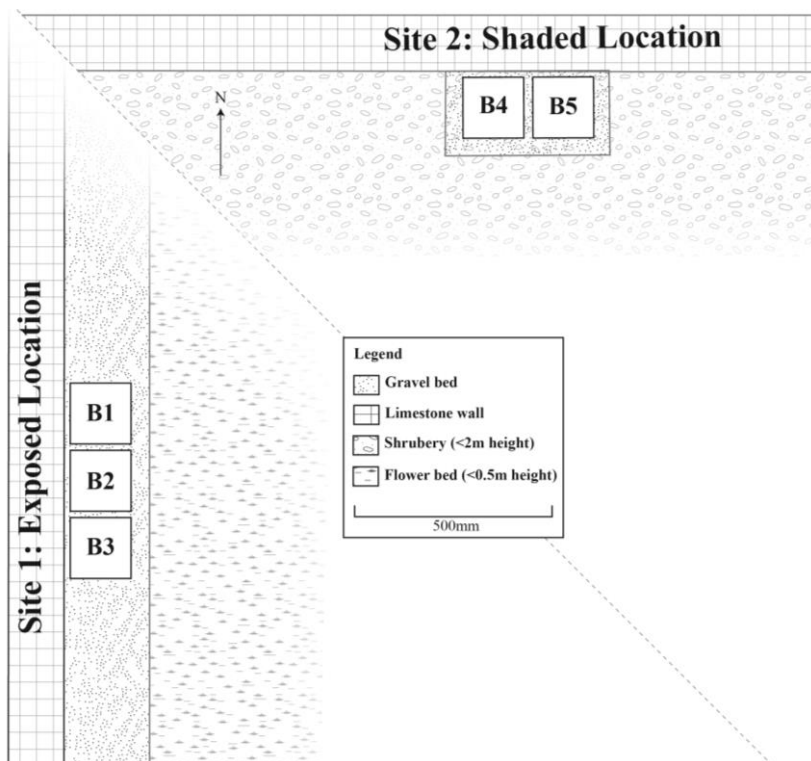 Site 2: Shaded Location
B4
B5
N
Site 1: Exposed Location
B1
B2
B3
Legend
Gravel bed
Limestone wall
Shrubery (<2m height)
Flower bed (<0.5m height)
500mm